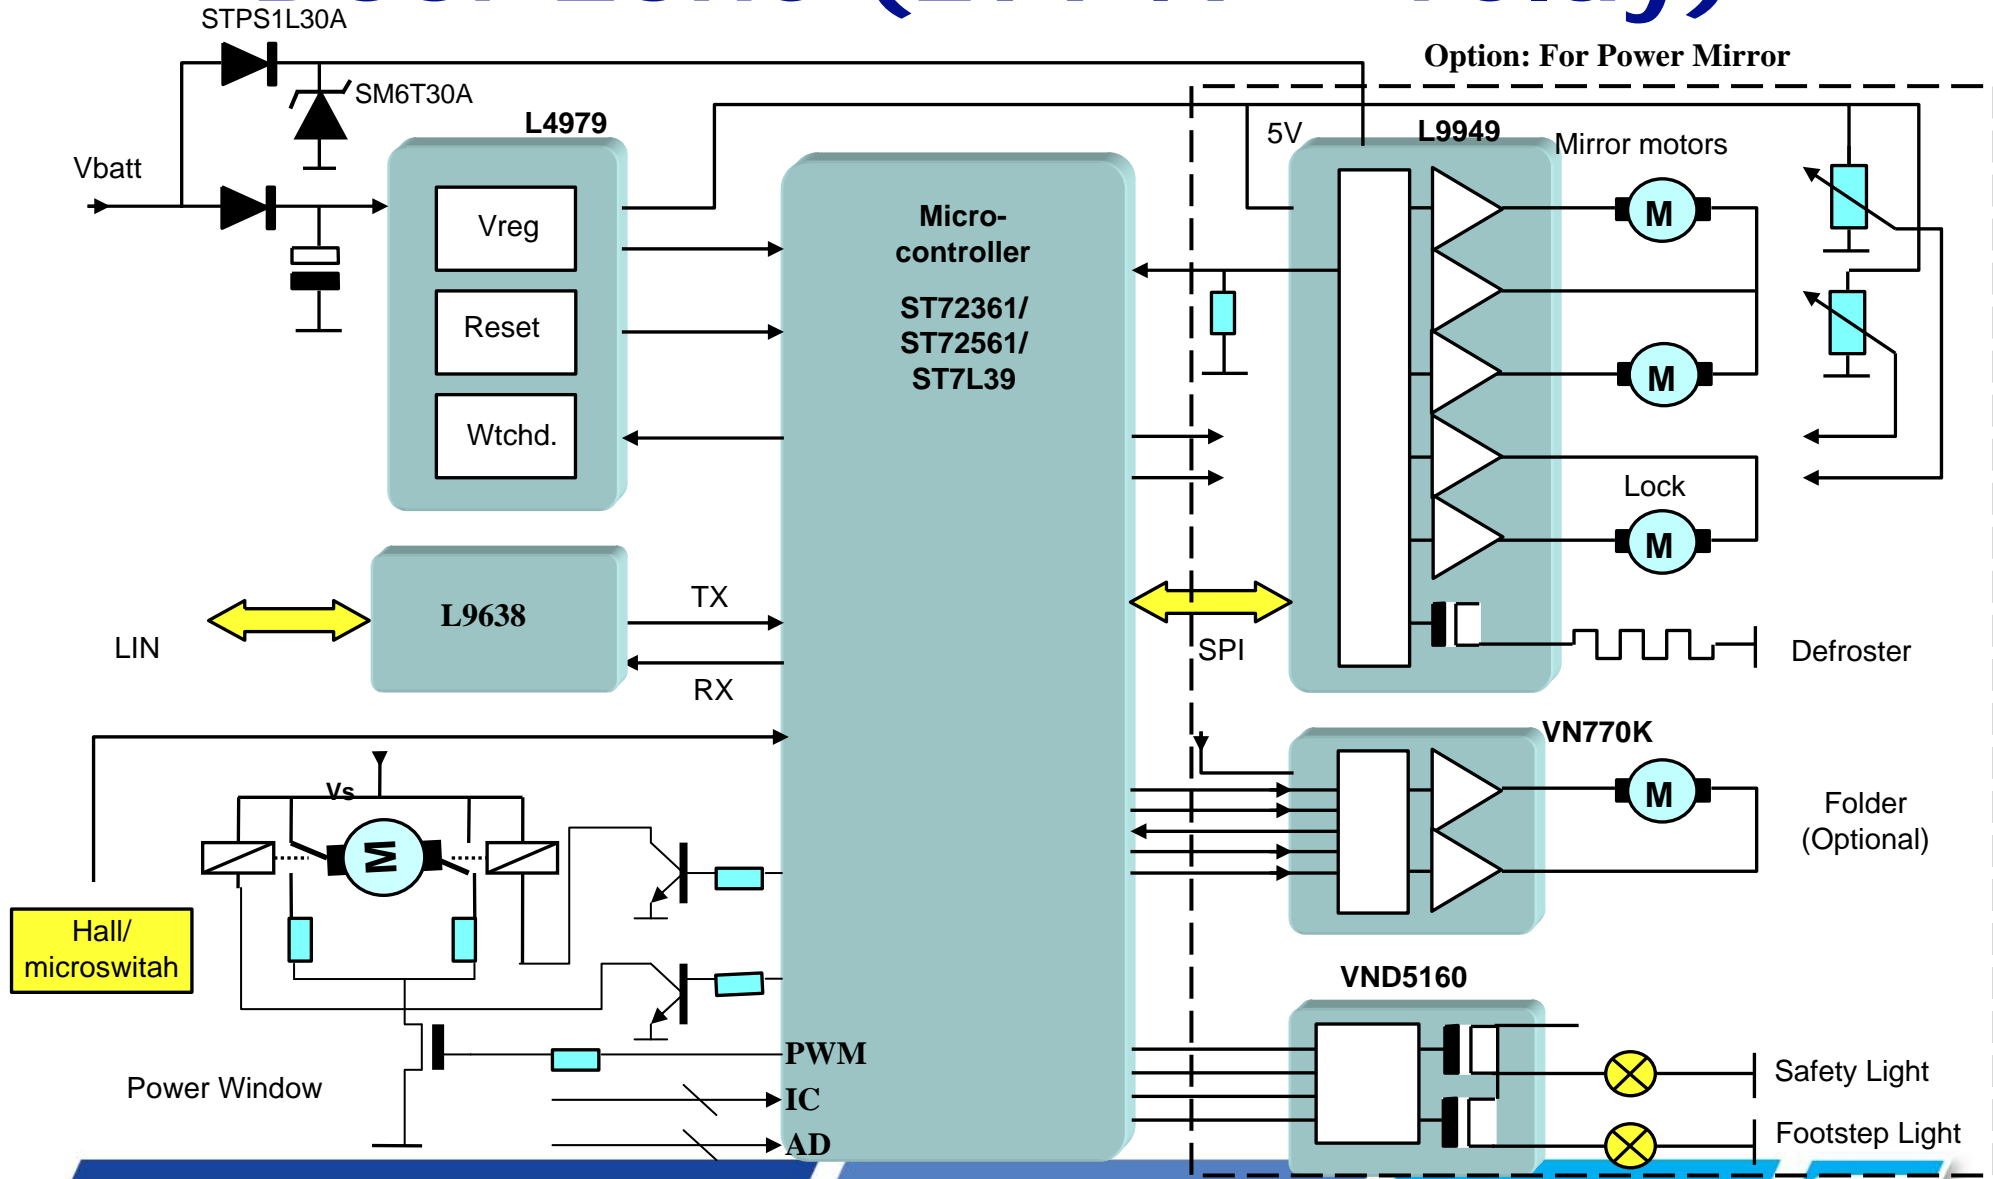 STPS1L30A
Option: For Power Mirror
SM6T30A
L4979
5V
L9949
Mirror motors
Vbatt
Vreg
Micro-
controller
M
Reset
ST72361/
ST72561/
ST7L39
M
Wtchd.
Lock
M
L9638
TX
LIN
SPI
Defroster
RX
VN770K
Vs
M
M
Folder
(Optional)
Hall/
microswitah
VND5160
PWM
Power Window
IC
AD
Safety Light
Footstep Light